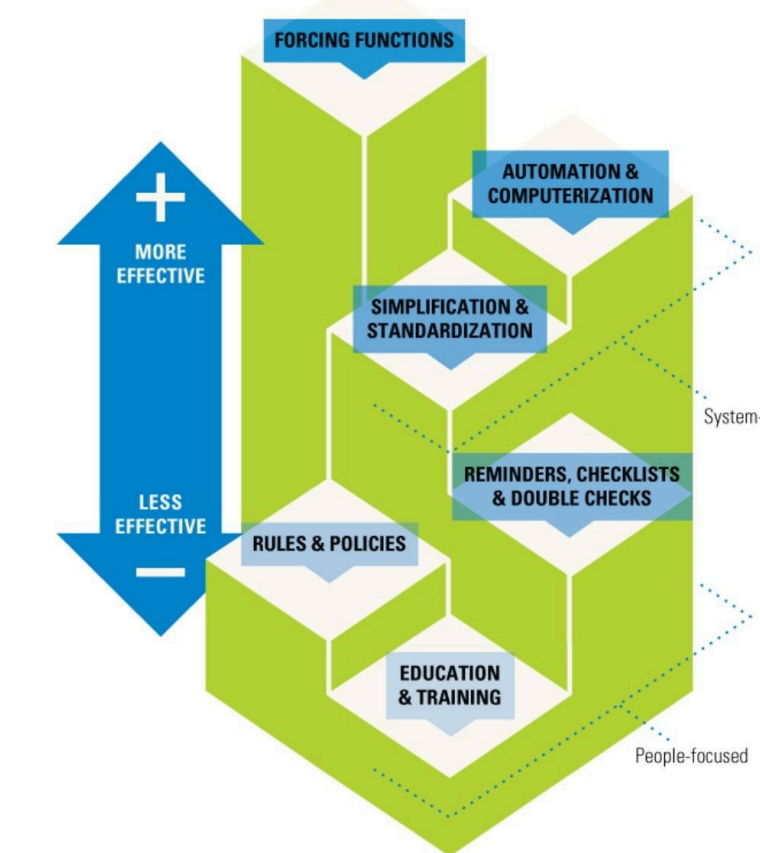 FORCING FUNCTIONS
AUTOMATION &
COMPUTERIZATION
+
MORE
EFFECTIVE
SIMPLIFICATION &
STANDARDIZATION
System-
REMINDERS, CHECKLISTS
& DOUBLE CHECKS
LESS
EFFECTIVE
–
RULES & POLICIES
EDUCATION
& TRAINING
People-focused